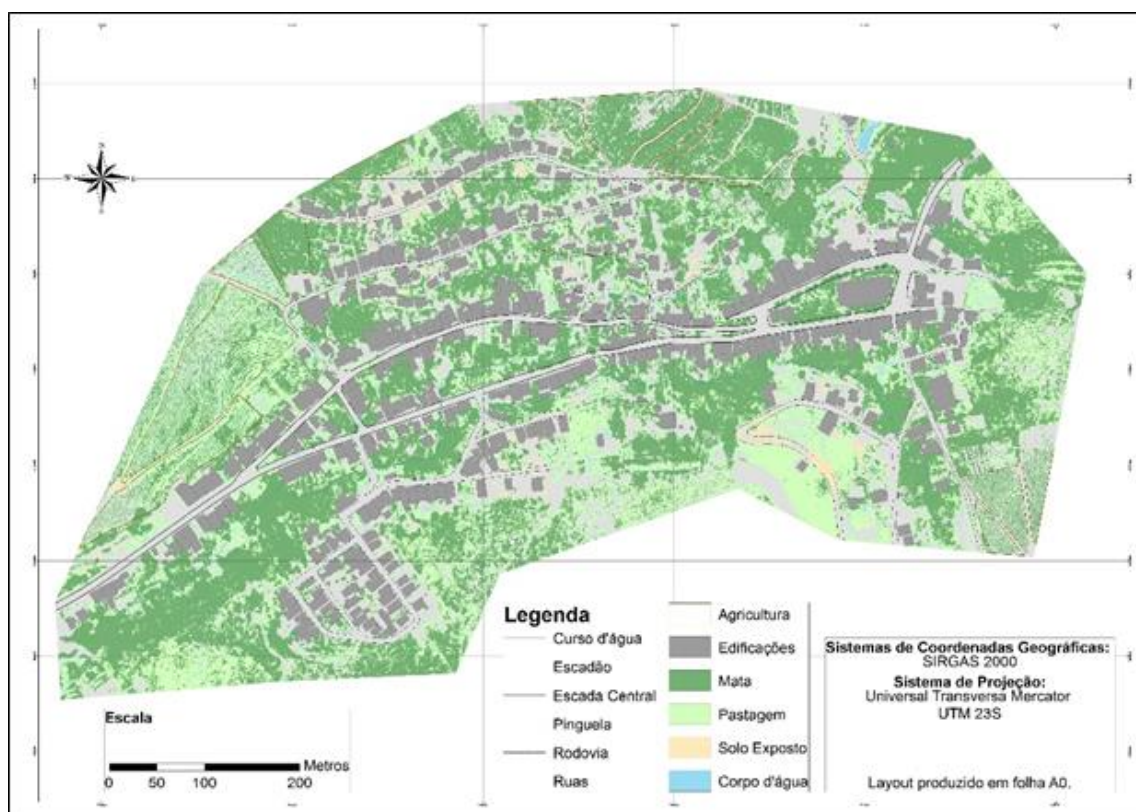 Legenda
Curso d'água
Escadão
Escada Central
Pinguela
Rodovia
Ruas
Agricultura
Edificações
Mata
Pastagem
Solo Exposto
Corpo d'água
Sistemas de Coordenadas Geográficas:
SIRGAS 2000
Sistema de Projeção:
Universal Transversa Mercator
UTM 23S
Layout produzido em folha A0.
Escala
Metros
0 50 100 200